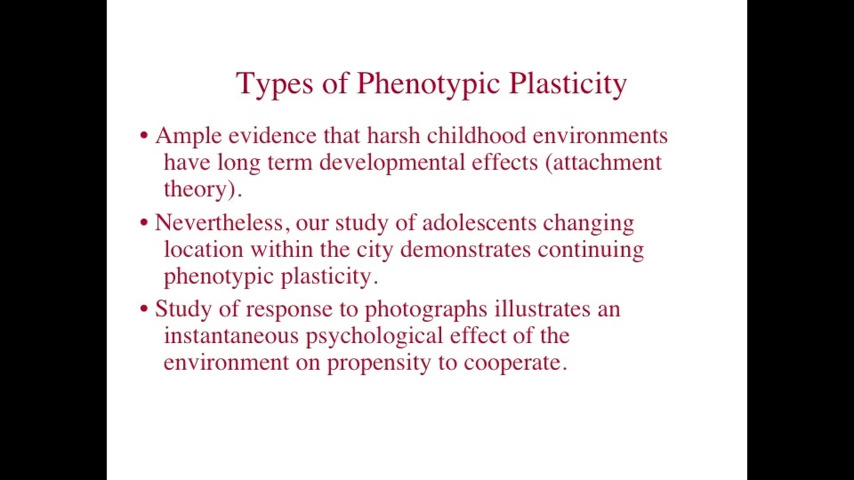 Types of Phenotypic Plasticity
• Ample evidence that harsh childhood environments
have long term developmental effects (attachment
theory).
• Nevertheless, our study of adolescents changing
location within the city demonstrates continuing
phenotypic plasticity.
• Study of response to photographs illustrates an
instantaneous psychological effect of the
environment on propensity to cooperate.